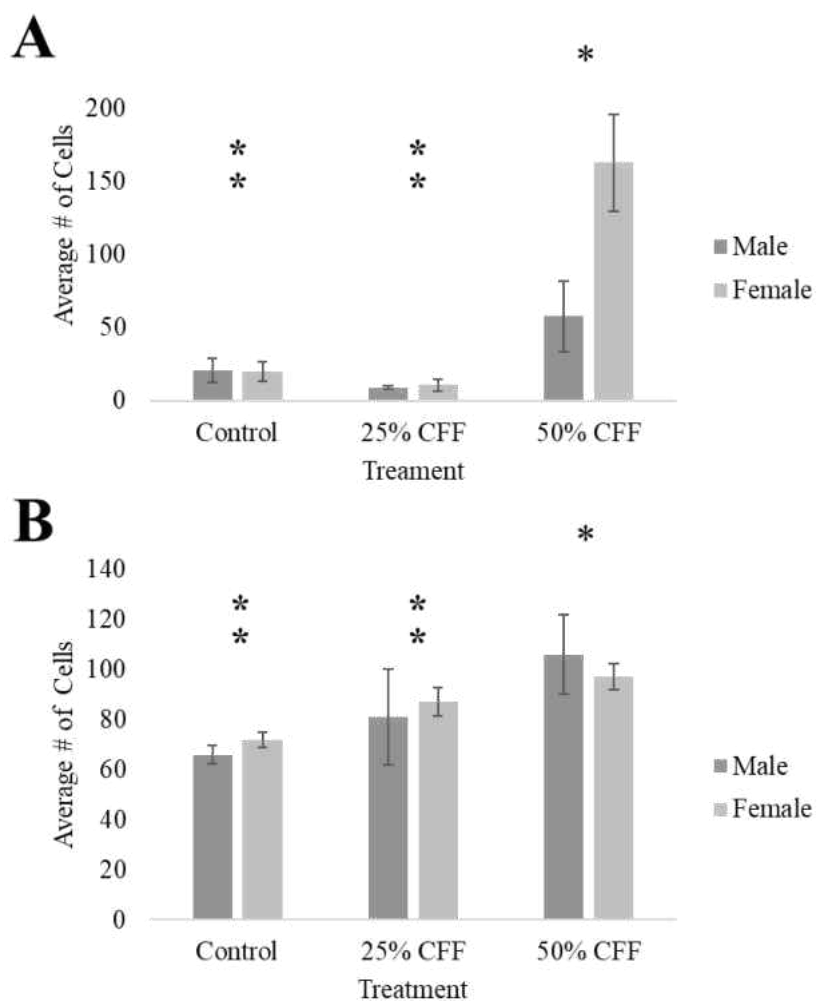 A
*
200
150
100
50
0
Average # of Cells
*
*
*
*
Male
Female
Control 25% CFF 50% CFF
Treament
B
*
140
120
100
80
60
40
20
0
Average # of Cells
*
*
*
*
Male
Female
Control 25% CFF 50% CFF
Treatment